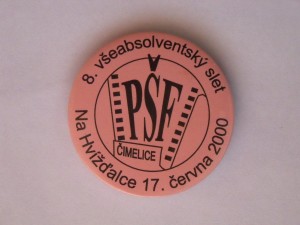 8. všeabsolventský slet
PŠF
ČIMELICE
Na Hvížďalce 17. června 2000